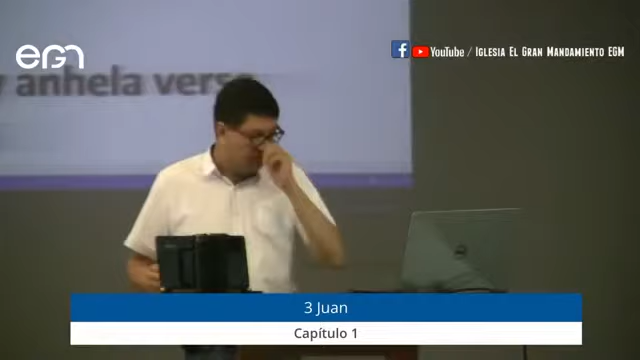 EGM
YouTube / Iglesia El Gran Mandamiento EGM
y anhela verse
3 Juan
Capítulo 1